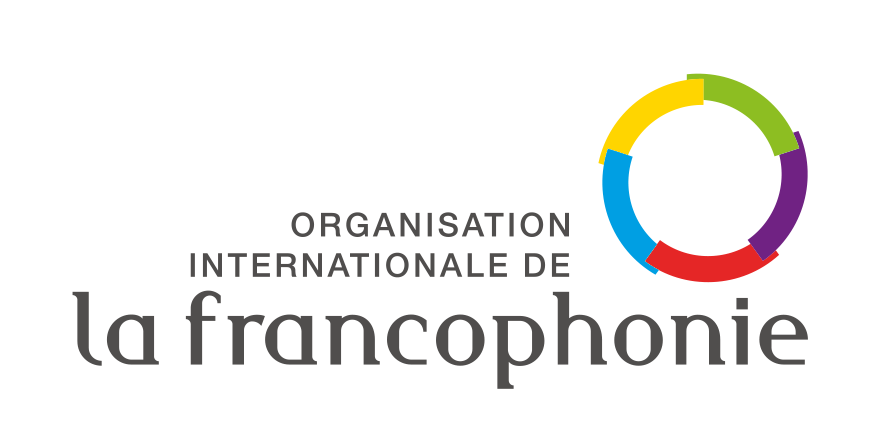 ORGANISATION
INTERNATIONALE DE
la francophonie